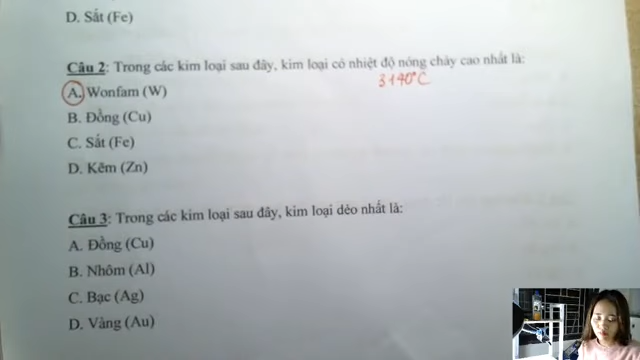 D. Sắt (Fe)
Câu 2: Trong các kim loại sau đây, kim loại có nhiệt độ nóng chảy cao nhất là:
3140°C
A. Wonfam (W)
B. Đồng (Cu)
C. Sắt (Fe)
D. Kẽm (Zn)
Câu 3: Trong các kim loại sau đây, kim loại dẻo nhất là:
A. Đồng (Cu)
B. Nhôm (Al)
C. Bạc (Ag)
D. Vàng (Au)